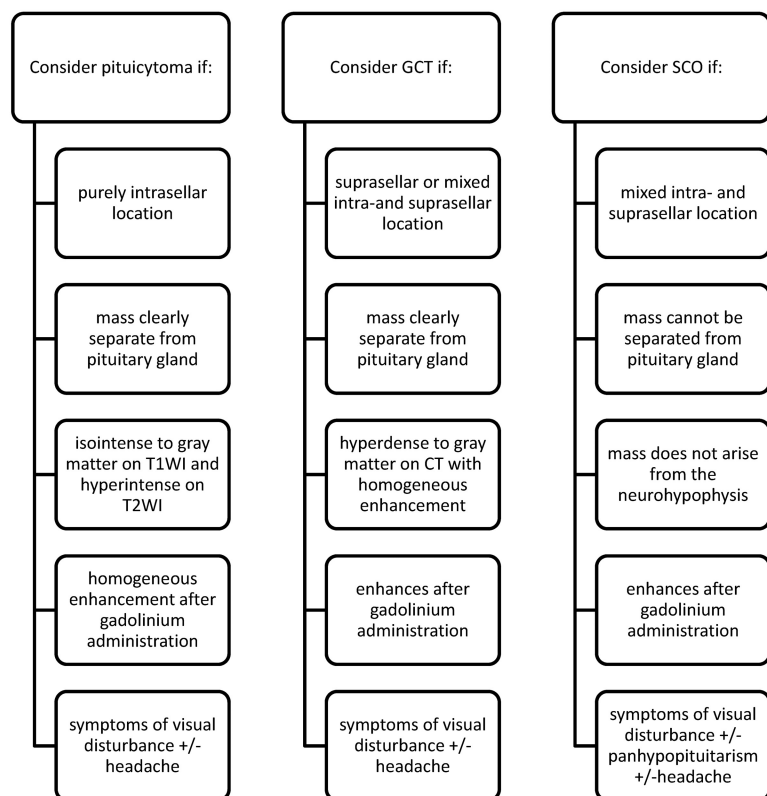 Consider pituicytoma if:
purely intrasellar
location
mass clearly
separate from
pituitary gland
isointense to gray
matter on T1WI and
hyperintense on
T2WI
homogeneous
enhancement after
gadolinium
administration
symptoms of visual
disturbance +/-
headache
Consider GCT if:
suprasellar or mixed
intra-and suprasellar
location
mass clearly
separate from
pituitary gland
hyperdense to gray
matter on CT with
homogeneous
enhancement
enhances after
gadolinium
administration
symptoms of visual
disturbance +/-
headache
Consider SCO if:
mixed intra- and
suprasellar location
mass cannot be
separated from
pituitary gland
mass does not arise
from the
neurohypophysis
enhances after
gadolinium
administration
symptoms of visual
disturbance +/-
panhypopituitarism
+/-headache